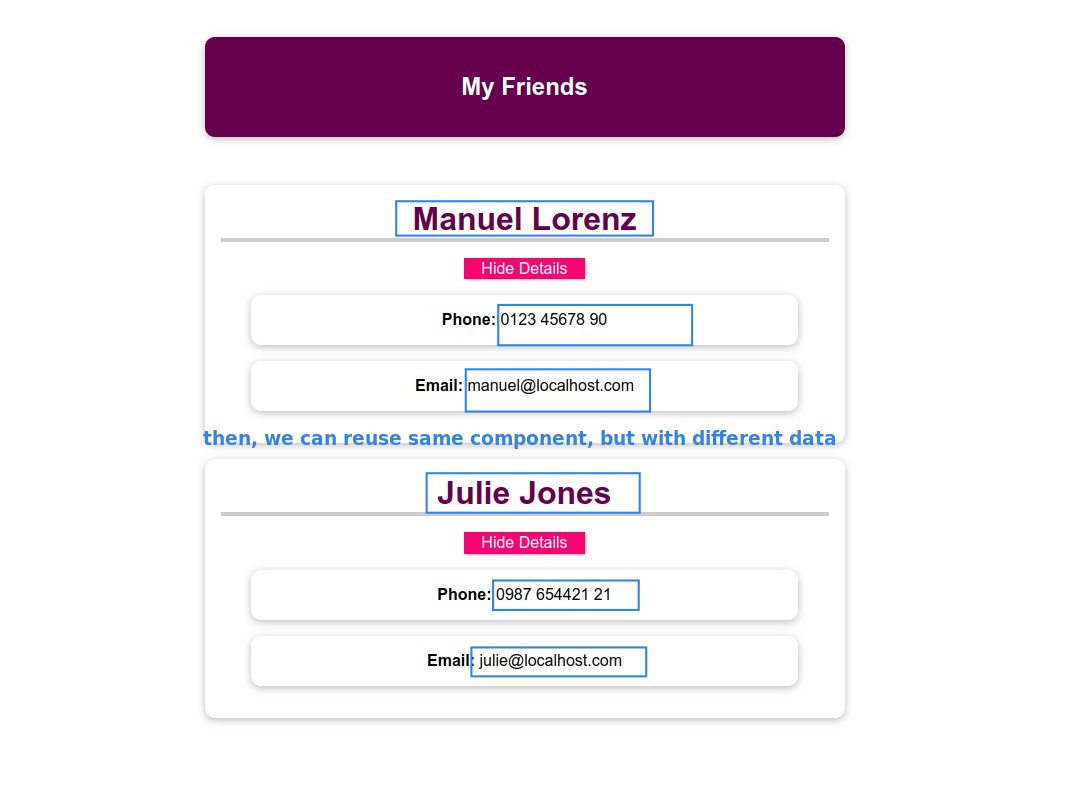 My Friends
Manuel Lorenz
Hide Details
Phone: 0123 45678 90
Email: manuel@localhost.com
then, we can reuse same component, but with different data
Julie Jones
Hide Details
Phone: 0987 654421 21
Email: julie@localhost.com